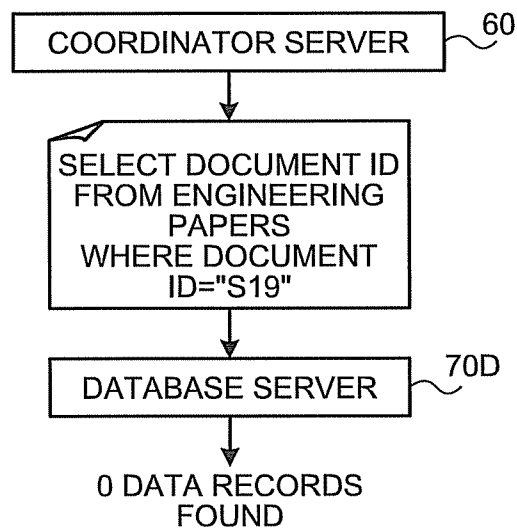 COORDINATOR SERVER
60
SELECT DOCUMENT ID
FROM ENGINEERING
PAPERS
WHERE DOCUMENT
ID="S19"
DATABASE SERVER
70D
0 DATA RECORDS
FOUND